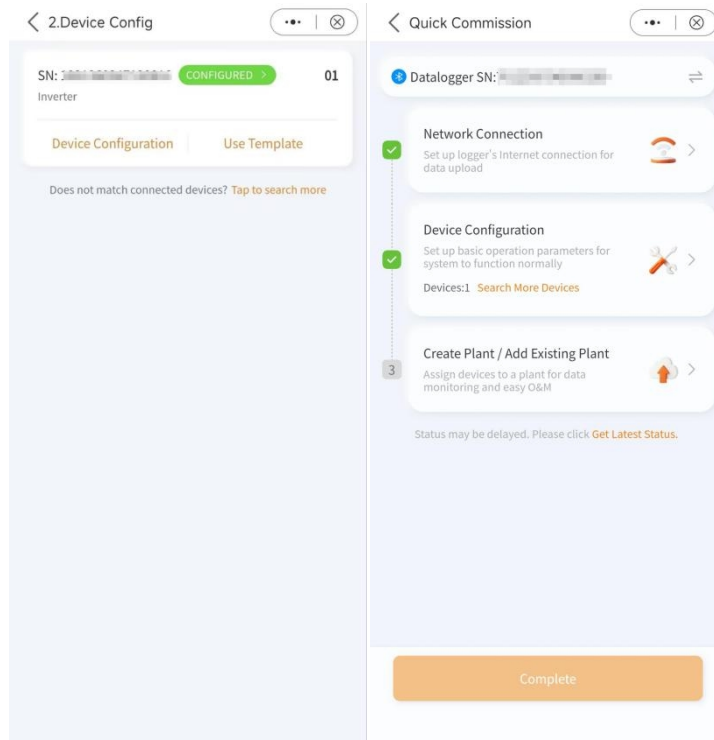 2.Device Config
SN:
CONFIGURED >
01
Inverter
Device Configuration
Use Template
Does not match connected devices? Tap to search more
Quick Commission
Datalogger SN:
Network Connection
Set up logger's Internet connection for
data upload
Device Configuration
Set up basic operation parameters for
system to function normally
Devices:1 Search More Devices
3
Create Plant / Add Existing Plant
Assign devices to a plant for data
monitoring and easy O&M
Status may be delayed. Please click Get Latest Status.
Complete